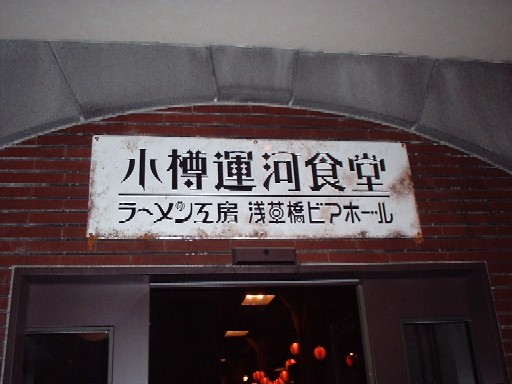 小樽運河食堂
ラーメン工房 浅草橋ビアホール